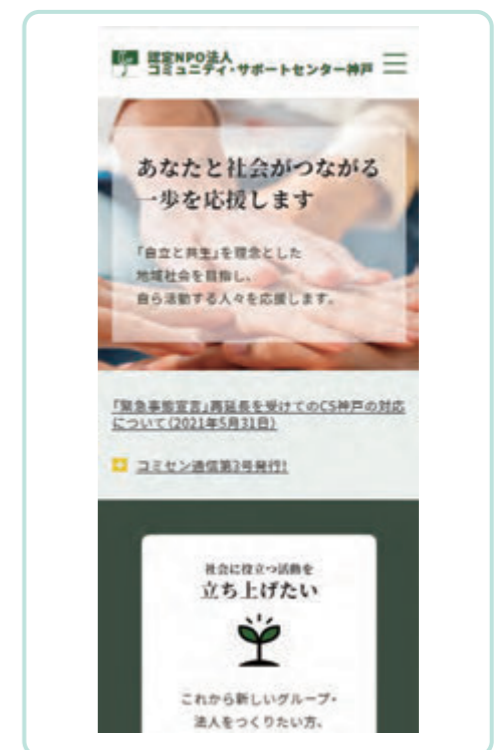 認定NPO法人
コミュニティ・サポートセンター神戸
あなたと社会がつながる
一歩を応援します
「自立と共生」を理念とした
地域社会を目指し、
自ら活動する人々を応援します。
「緊急事態宣言」再延長を受けてのCS神戸の対応
について(2021年5月31日)
コミセン通信第3号発行!
社会に役立つ活動を
立ち上げたい
これから新しいグループ・
法人をつくりたい方、